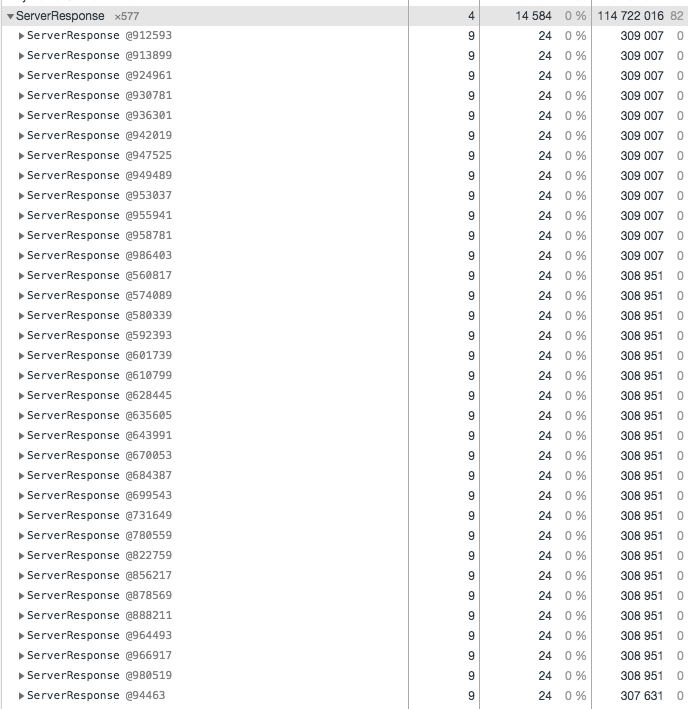 ServerResponse ×577 4 14 584 0 % 114 722 016 82
ServerResponse @912593 9 24 0 % 309 007 0
ServerResponse @913899 9 24 0 % 309 007 0
ServerResponse @924961 9 24 0 % 309 007 0
ServerResponse @930781 9 24 0 % 309 007 0
ServerResponse @936301 9 24 0 % 309 007 0
ServerResponse @942019 9 24 0 % 309 007 0
ServerResponse @947525 9 24 0 % 309 007 0
ServerResponse @949489 9 24 0 % 309 007 0
ServerResponse @953037 9 24 0 % 309 007 0
ServerResponse @955941 9 24 0 % 309 007 0
ServerResponse @958781 9 24 0 % 309 007 0
ServerResponse @986403 9 24 0 % 309 007 0
ServerResponse @560817 9 24 0 % 308 951 0
ServerResponse @574089 9 24 0 % 308 951 0
ServerResponse @580339 9 24 0 % 308 951 0
ServerResponse @592393 9 24 0 % 308 951 0
ServerResponse @601739 9 24 0 % 308 951 0
ServerResponse @610799 9 24 0 % 308 951 0
ServerResponse @628445 9 24 0 % 308 951 0
ServerResponse @635605 9 24 0 % 308 951 0
ServerResponse @643991 9 24 0 % 308 951 0
ServerResponse @670053 9 24 0 % 308 951 0
ServerResponse @684387 9 24 0 % 308 951 0
ServerResponse @699543 9 24 0 % 308 951 0
ServerResponse @731649 9 24 0 % 308 951 0
ServerResponse @780559 9 24 0 % 308 951 0
ServerResponse @822759 9 24 0 % 308 951 0
ServerResponse @856217 9 24 0 % 308 951 0
ServerResponse @878569 9 24 0 % 308 951 0
ServerResponse @888211 9 24 0 % 308 951 0
ServerResponse @964493 9 24 0 % 308 951 0
ServerResponse @966917 9 24 0 % 308 951 0
ServerResponse @980519 9 24 0 % 308 951 0
ServerResponse @94463 9 24 0 % 307 631 0